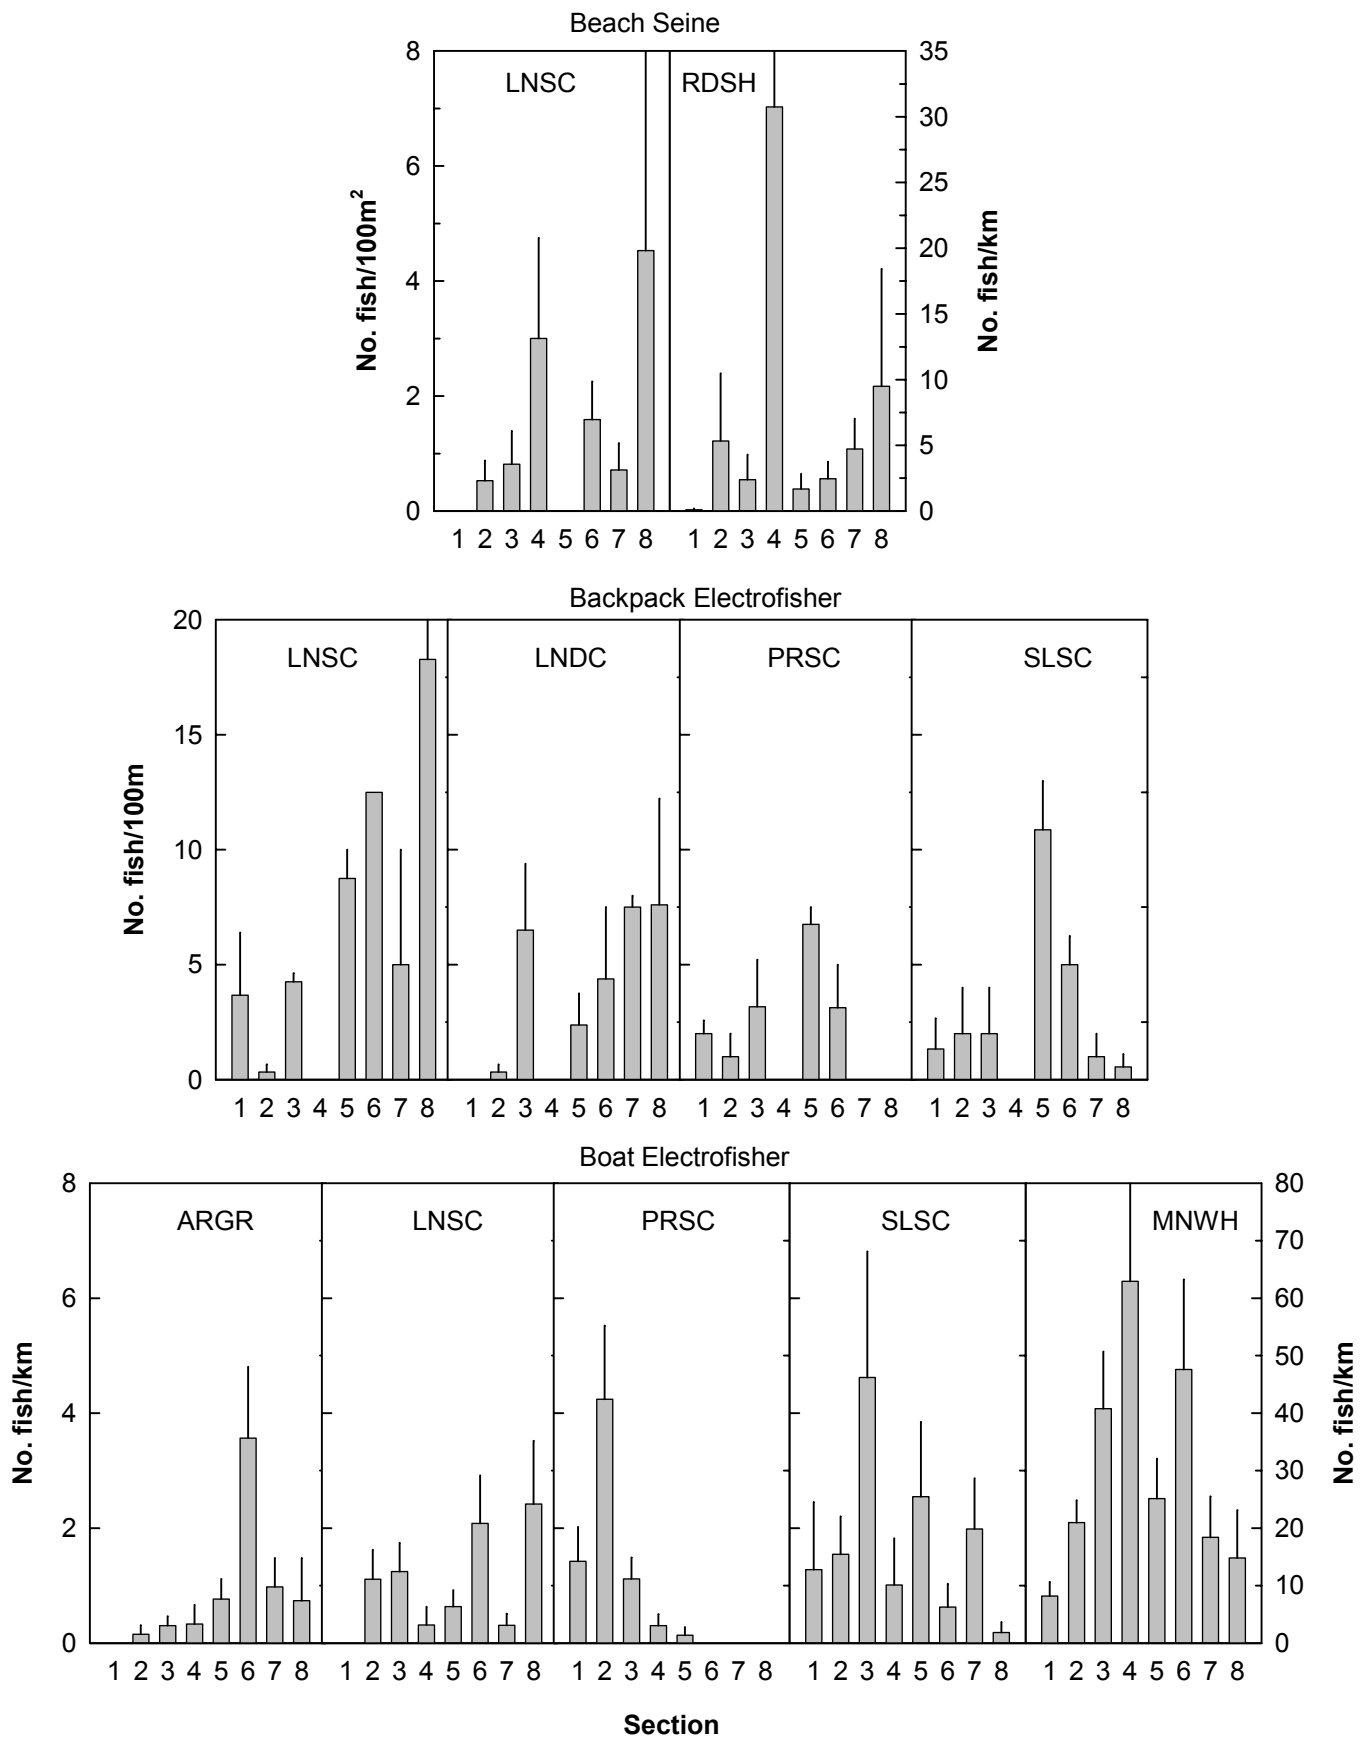 Beach Seine
8 LNSC RDSH 35
30
6
25
No. fish/100m² 20 No. fish/km
4
15
2 10
5
0 0
1 2 3 4 5 6 7 8 1 2 3 4 5 6 7 8
Backpack Electrofisher
20
LNSC LNDC PRSC SLSC
15
No. fish/100m
10
5
0
1 2 3 4 5 6 7 8 1 2 3 4 5 6 7 8 1 2 3 4 5 6 7 8 1 2 3 4 5 6 7 8
Boat Electrofisher
8 80
ARGR LNSC PRSC SLSC MNWH
70
6 60
50
No. fish/km No. fish/km
4 40
30
2 20
10
0 0
1 2 3 4 5 6 7 8 1 2 3 4 5 6 7 8 1 2 3 4 5 6 7 8 1 2 3 4 5 6 7 8 1 2 3 4 5 6 7 8
Section